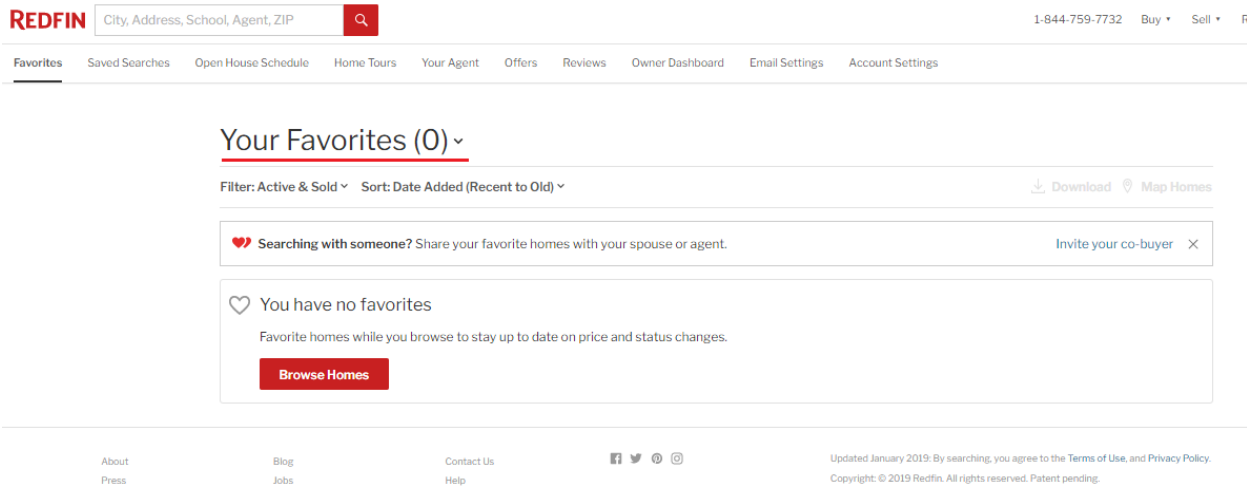 REDFIN City, Address, School, Agent, ZIP 1-844-759-7732 Buy Sell
Favorites Saved Searches Open House Schedule Home Tours Your Agent Offers Reviews Owner Dashboard Email Settings Account Settings
Your Favorites (0)
Filter: Active & Sold Sort: Date Added (Recent to Old) Download Map Homes
Searching with someone? Share your favorite homes with your spouse or agent. Invite your co-buyer
You have no favorites
Favorite homes while you browse to stay up to date on price and status changes.
Browse Homes
About Blog Contact Us Updated January 2019: By searching, you agree to the Terms of Use, and Privacy Policy.
Press Jobs Help Copyright: © 2019 Redfin. All rights reserved. Patent pending.